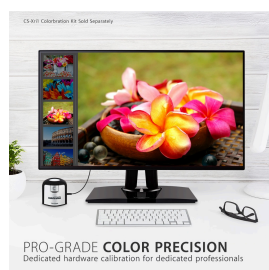 CS-Xri1 Colorbration Kit Sold Separately
PRO-GRADE COLOR PRECISION
Dedicated hardware calibration for dedicated professionals